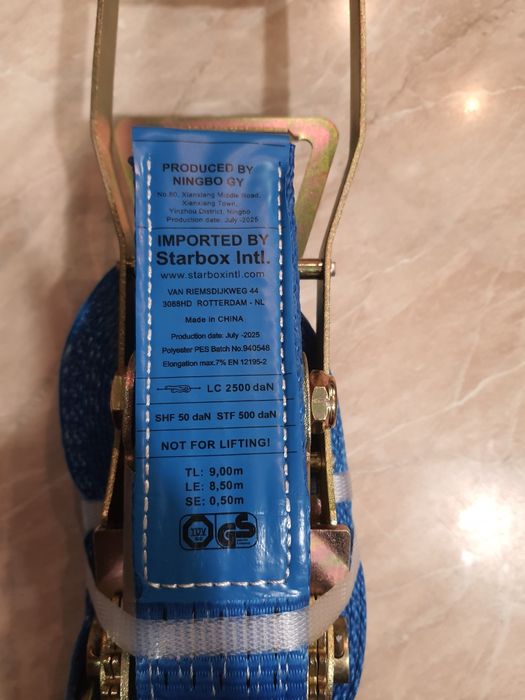 PRODUCED BY
NINGBO GY
No.80, Xianxiang Middle Road,
Xianxiang Town,
Yinzhou District, Ningbo
Production date: July -2025
IMPORTED BY
Starbox Intl.
www.starboxintl.com
VAN RIEMSDIJKWEG 44
3088HD ROTTERDAM - NL
Made in CHINA
Production date: July -2025
Polyester PES Batch No.940548
Elongation max.7% EN 12195-2
LC 2500 daN
SHF 50 daN STF 500 daN
NOT FOR LIFTING!
TL: 9,00m
LE: 8,50m
SE: 0,50m
TÜV GS